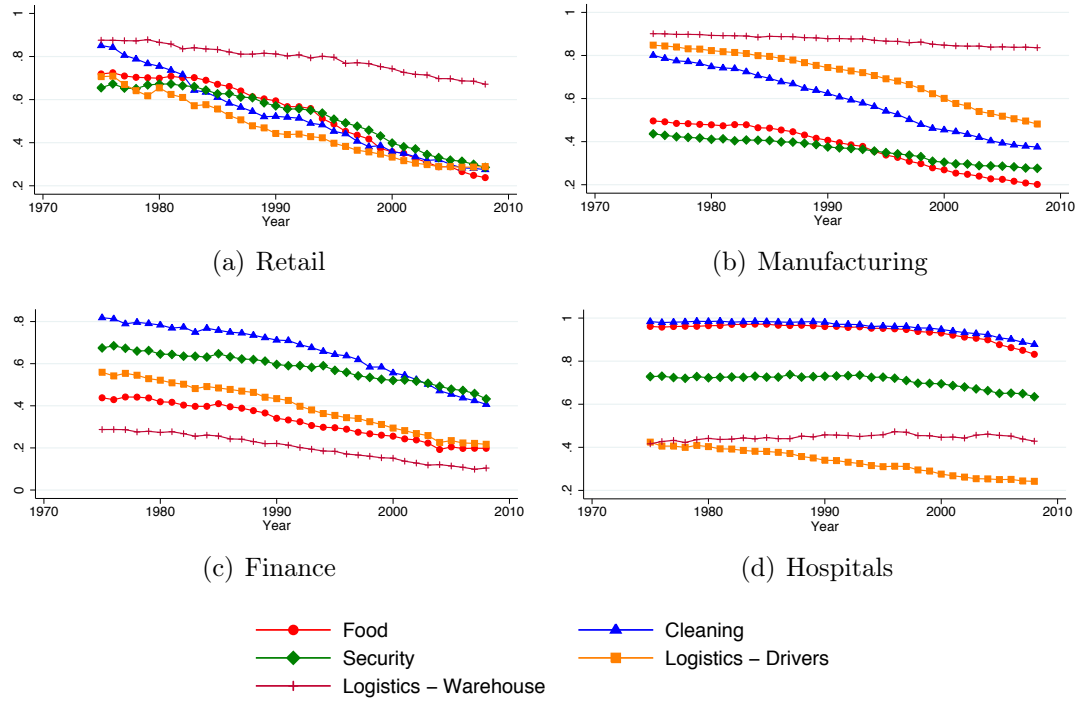 1
.8
.6
.4
.2
1970 1980 1990 2000 2010
Year
(a) Retail
1
.8
.6
.4
.2
1970 1980 1990 2000 2010
Year
(b) Manufacturing
.8
.6
.4
.2
0
1970 1980 1990 2000 2010
Year
(c) Finance
1
.8
.6
.4
.2
1970 1980 1990 2000 2010
Year
(d) Hospitals
Food Cleaning
Security Logistics − Drivers
Logistics − Warehouse